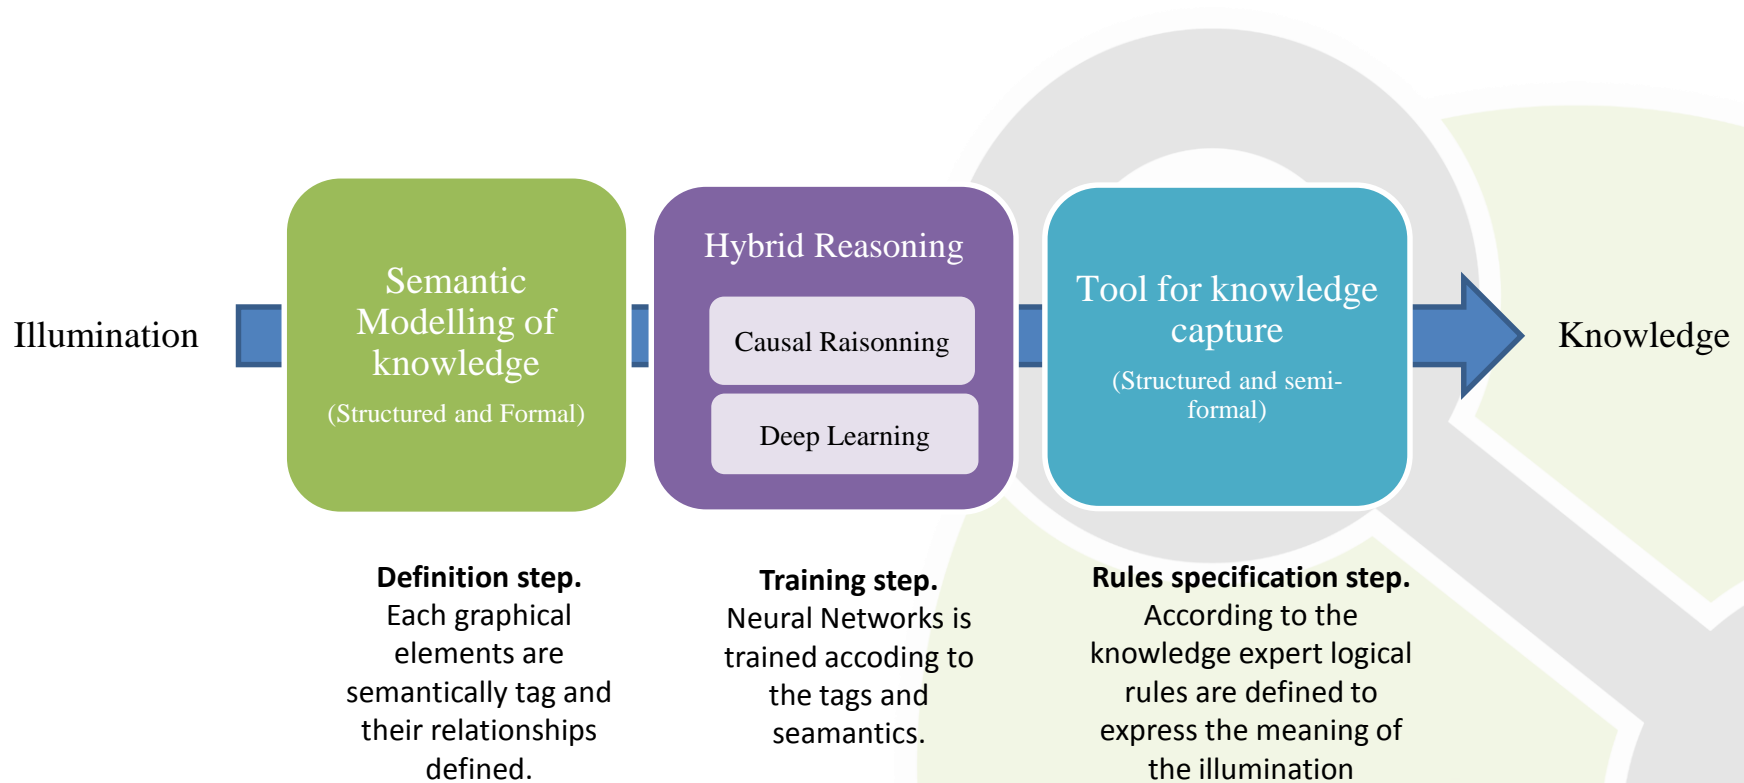 Illumination
Semantic
Modelling of
knowledge
(Structured and Formal)
Hybrid Reasoning
Causal Raisonning
Deep Learning
Tool for knowledge
capture
(Structured and semi-
formal)
Knowledge
Definition step.
Each graphical
elements are
semantically tag and
their relationships
defined.
Training step.
Neural Networks is
trained accoding to
the tags and
seamantics.
Rules specification step.
According to the
knowledge expert logical
rules are defined to
express the meaning of
the illumination